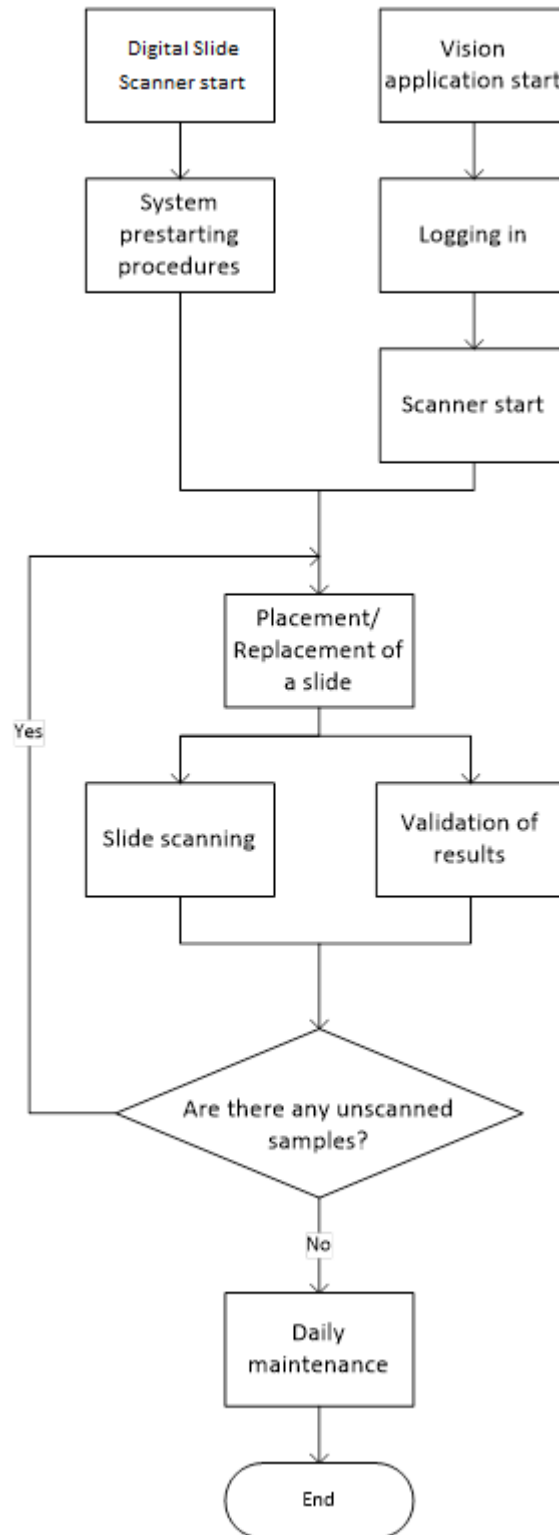 Digital Slide
Scanner start
Vision
application start
System
prestarting
procedures
Logging in
Scanner start
Placement/
Replacement of
a slide
Yes
Slide scanning
Validation of
results
Are there any unscanned
samples?
No
Daily
maintenance
End